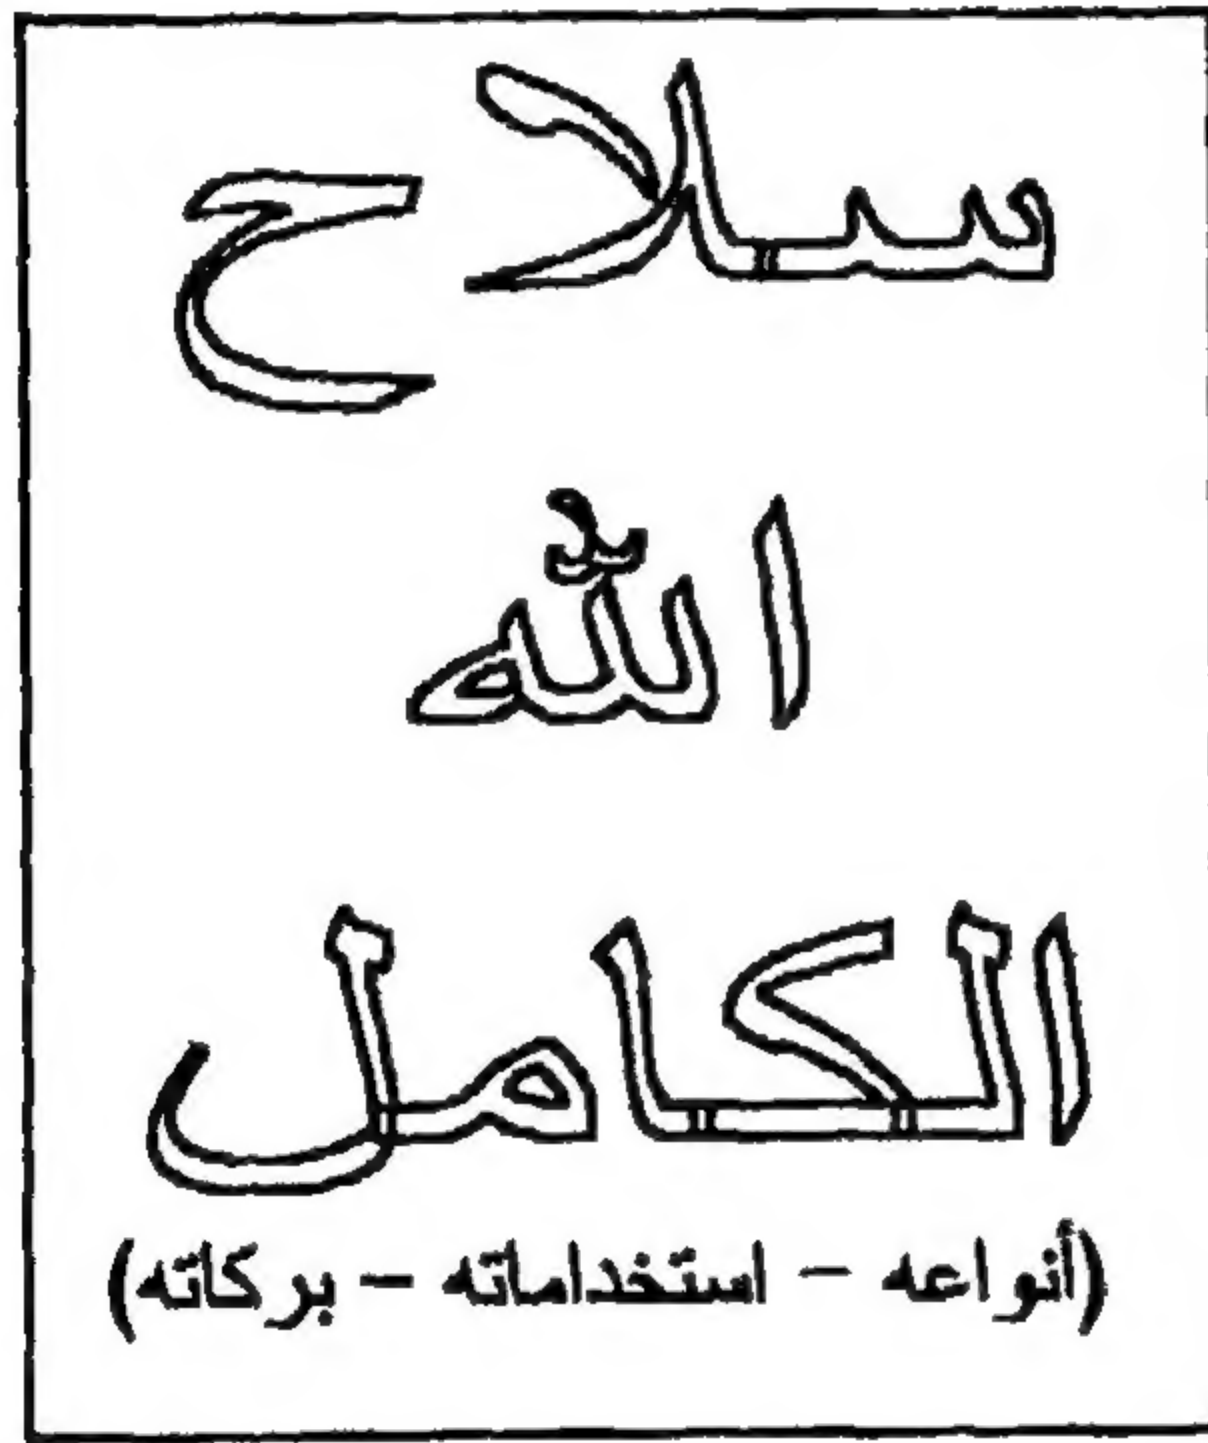 سلاح
الله
الكامل
(أنواعه - استخداماته - بركاته)